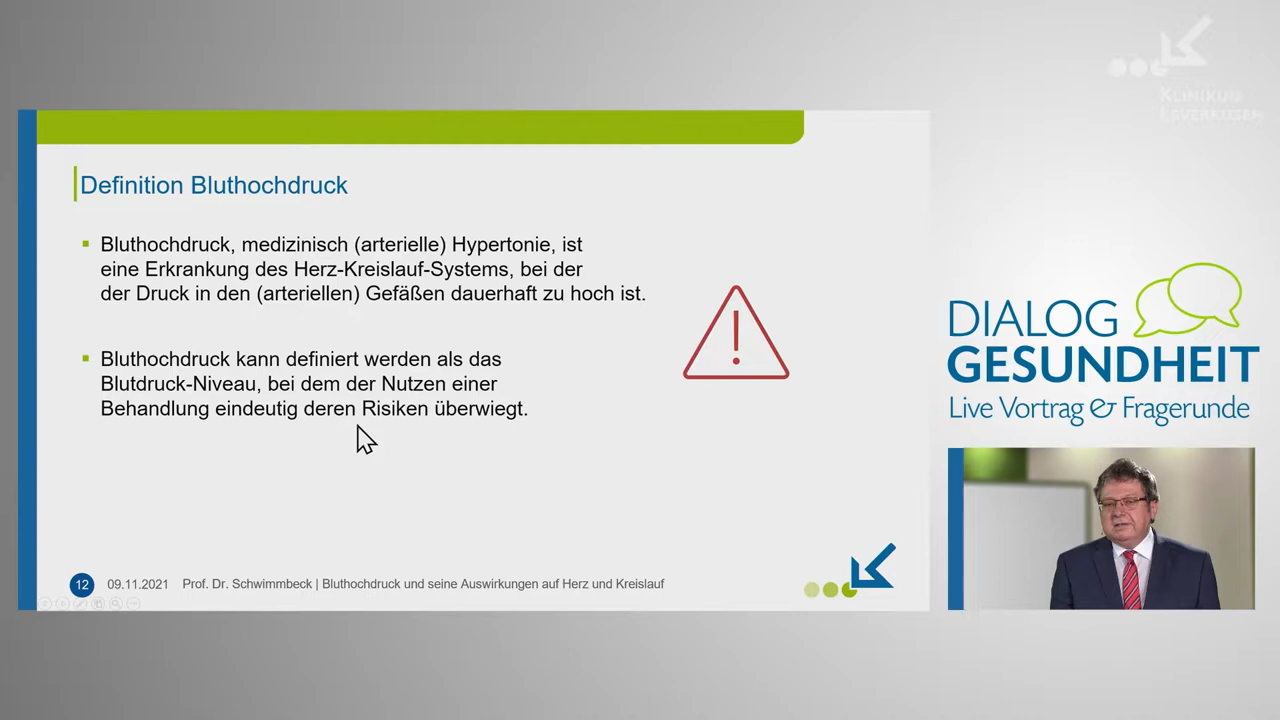 KLINIKUM
LEVERKUSEN
Definition Bluthochdruck
Bluthochdruck, medizinisch (arterielle) Hypertonie, ist
eine Erkrankung des Herz-Kreislauf-Systems, bei der
der Druck in den (arteriellen) Gefäßen dauerhaft zu hoch ist.
Bluthochdruck kann definiert werden als das
Blutdruck-Niveau, bei dem der Nutzen einer
Behandlung eindeutig deren Risiken überwiegt.
12 09.11.2021 Prof. Dr. Schwimmbeck | Bluthochdruck und seine Auswirkungen auf Herz und Kreislauf
DIALOG
GESUNDHEIT
Live Vortrag & Fragerunde